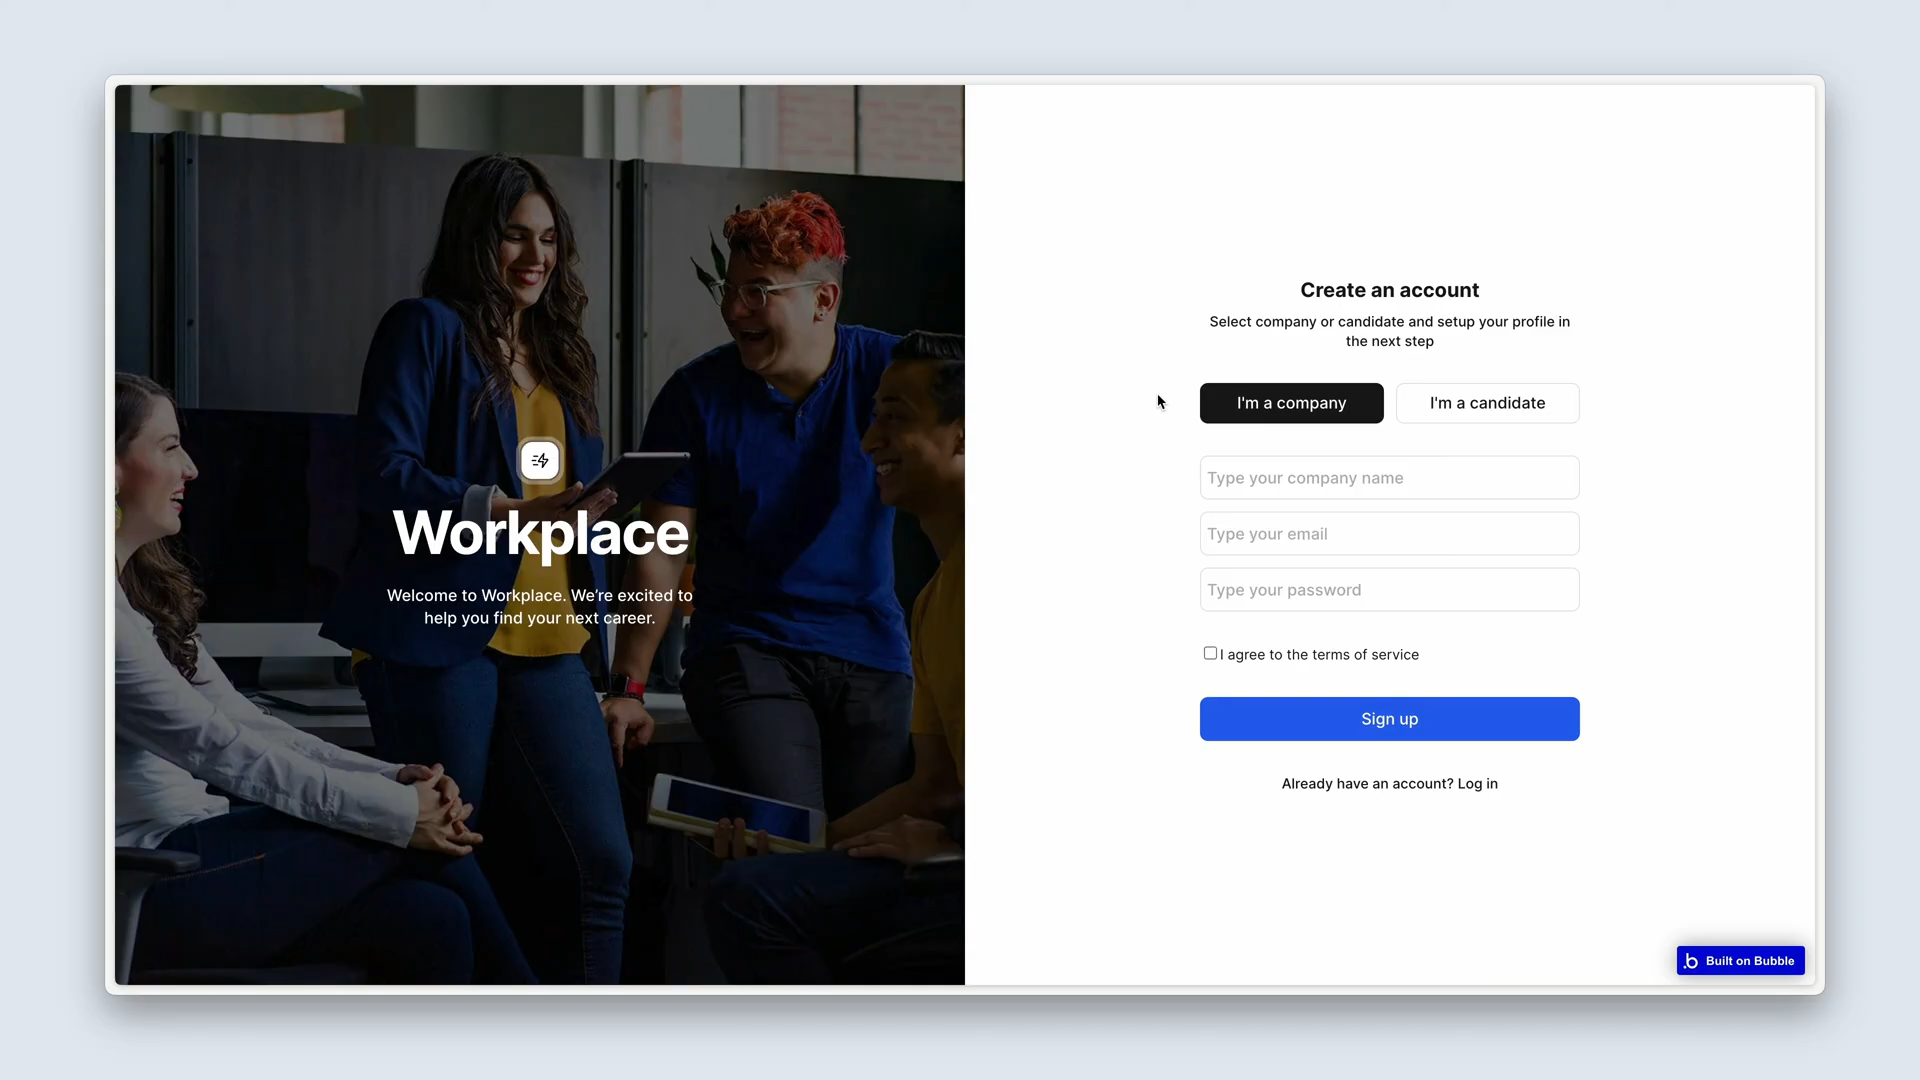 Workplace
Welcome to Workplace. We’re excited to
help you find your next career.
Create an account
Select company or candidate and setup your profile in
the next step
I'm a company
I'm a candidate
Type your company name
Type your email
Type your password
I agree to the terms of service
Sign up
Already have an account? Log in
.b Built on Bubble